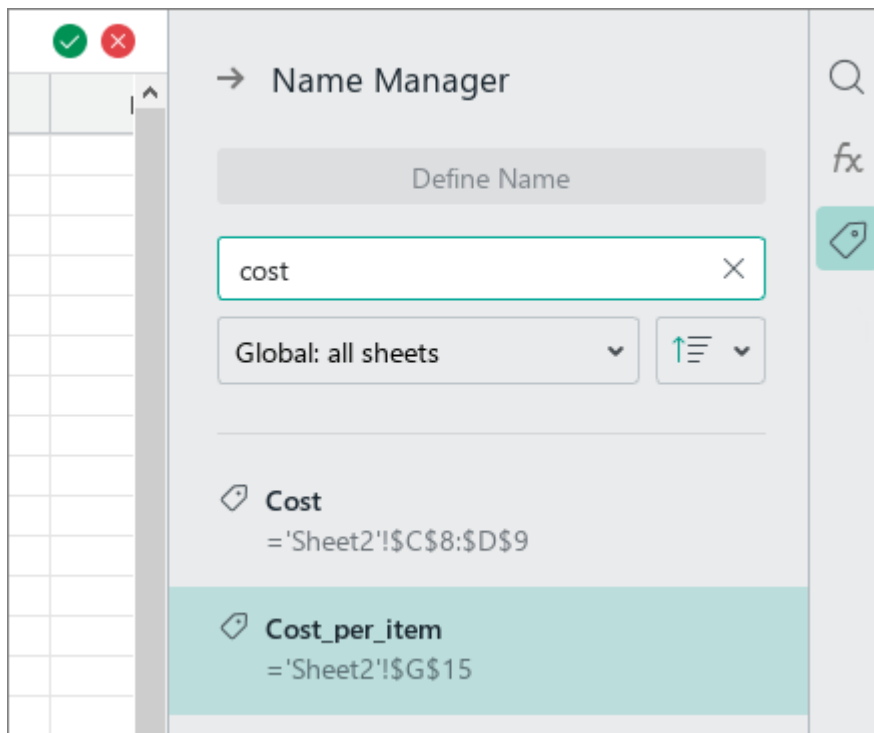 Name Manager
Define Name
cost
Global: all sheets
Cost
='Sheet2'!$C$8:$D$9
Cost_per_item
='Sheet2'!$G$15
fx